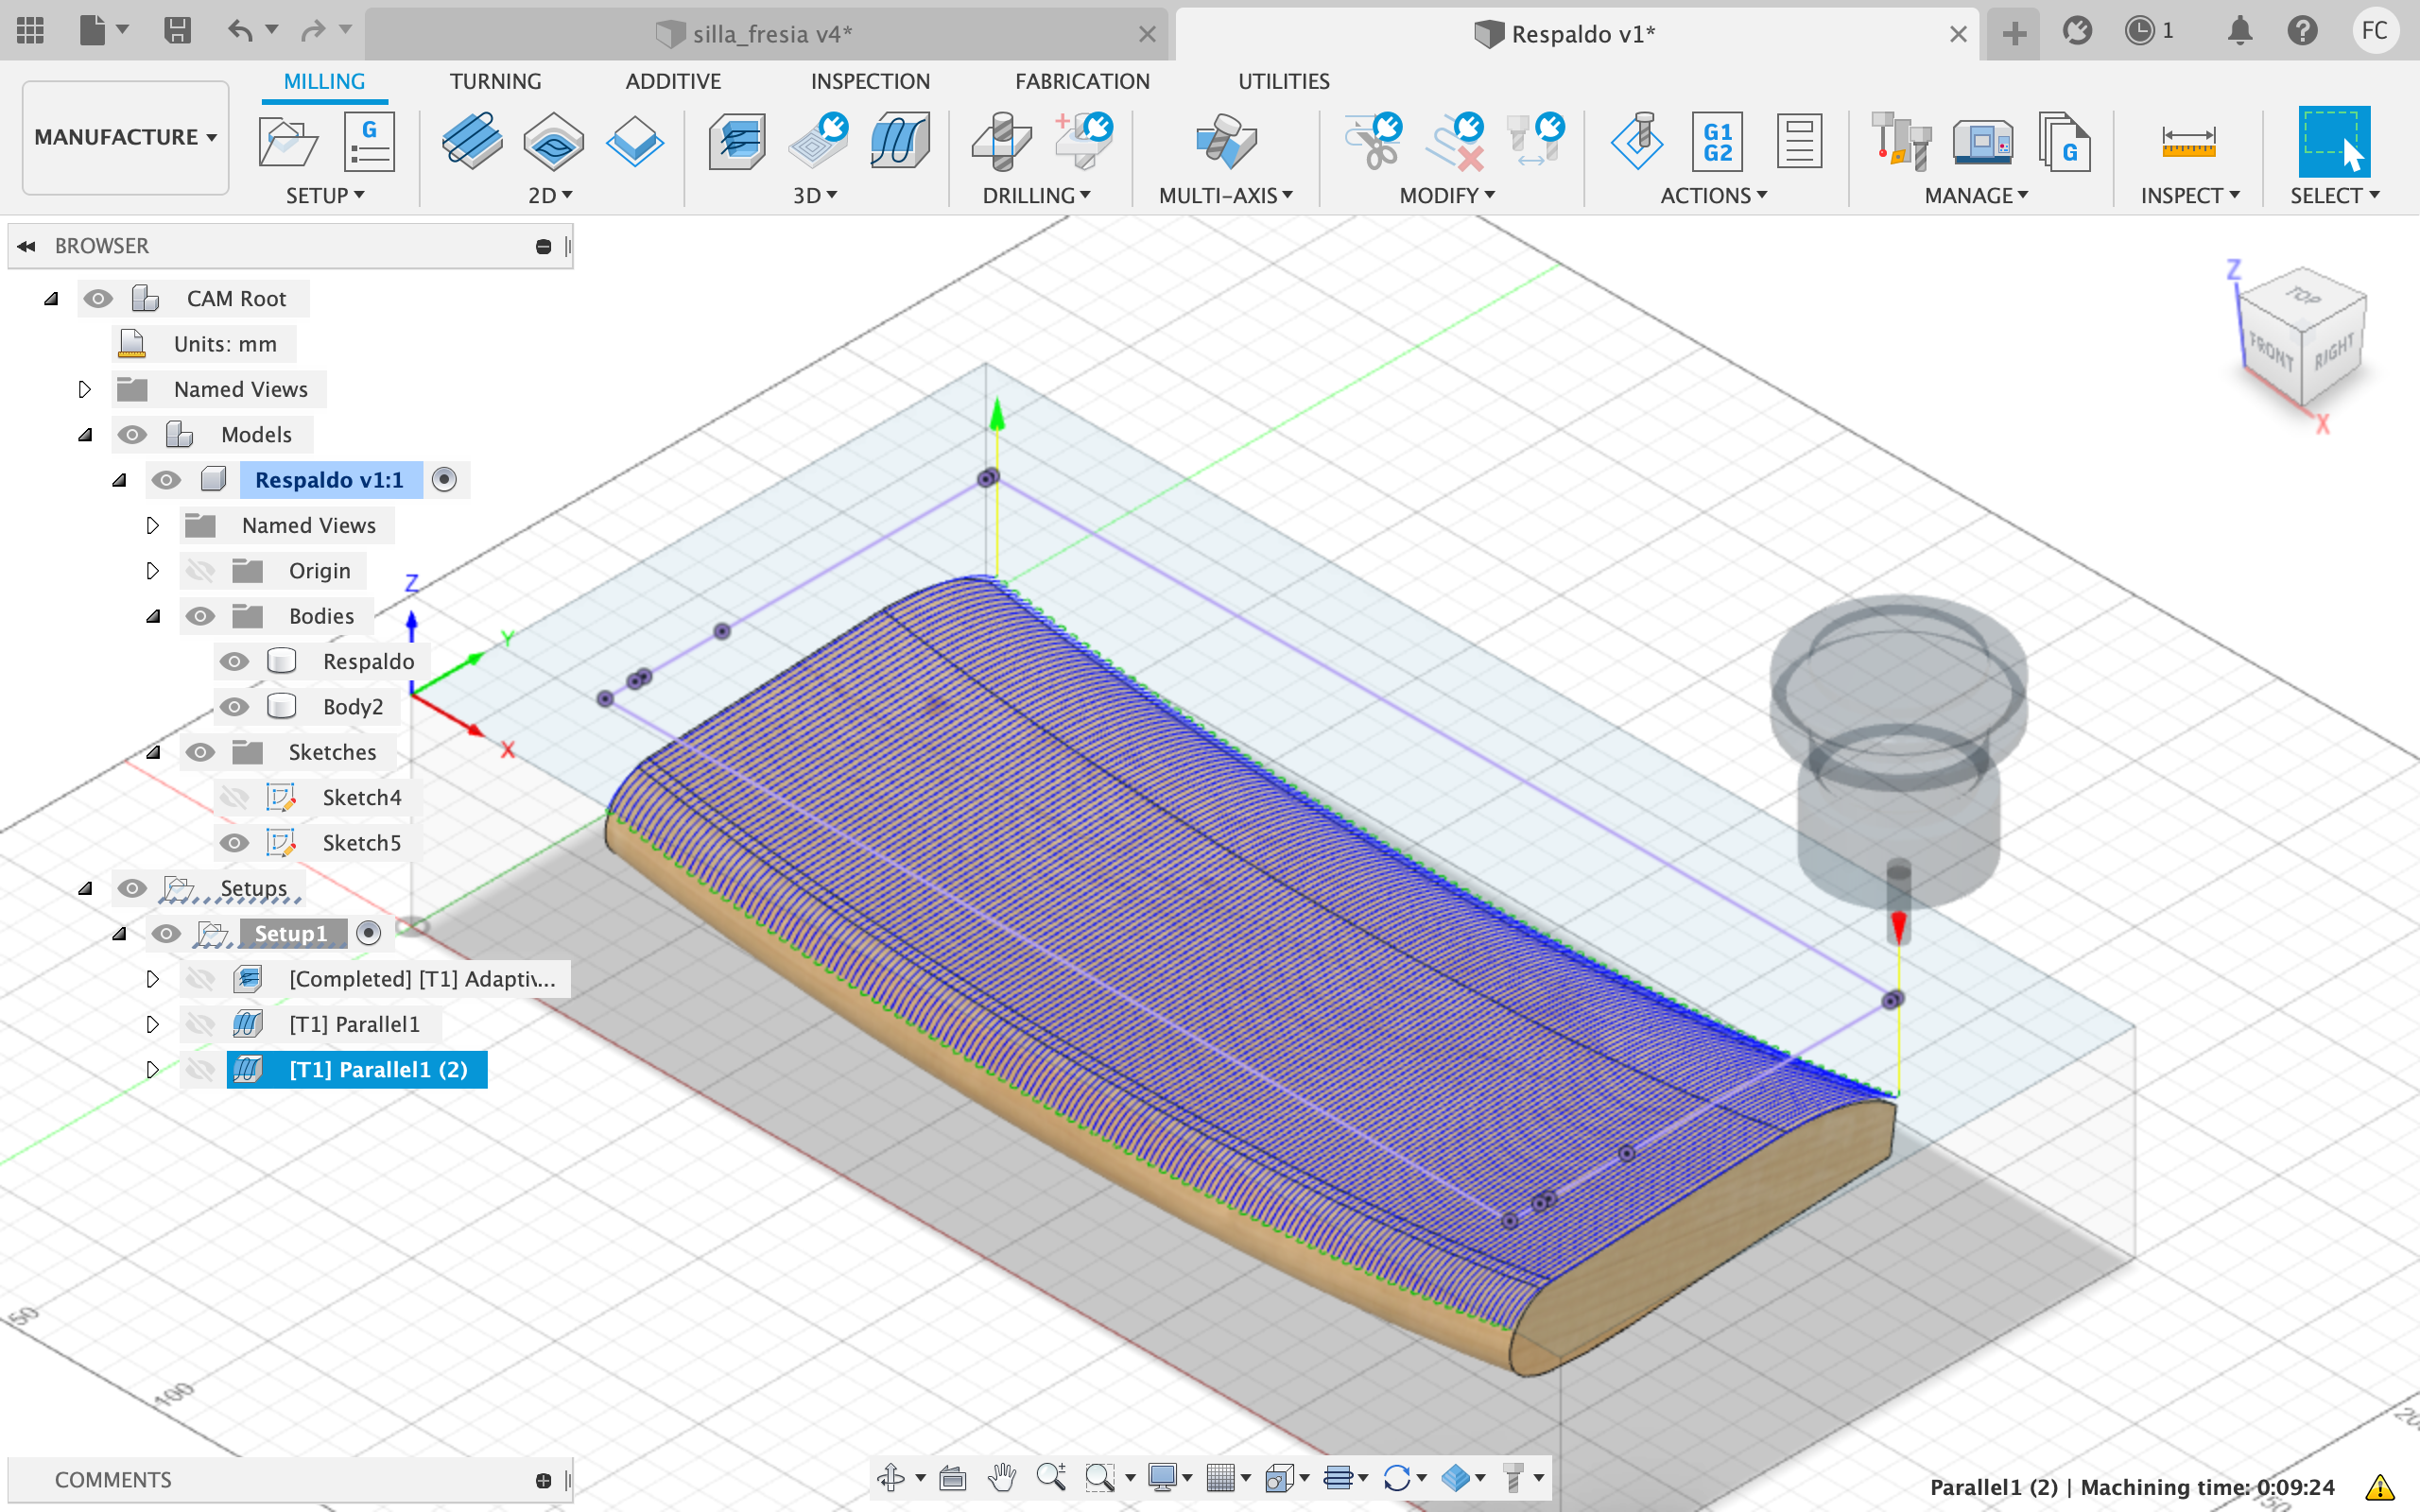 silla_fresia v4*
Respaldo v1*
1
FC
MANUFACTURE
MILLING
TURNING
ADDITIVE
INSPECTION
FABRICATION
UTILITIES
G
G1
G2
G
SETUP
2D
3D
DRILLING
MULTI-AXIS
MODIFY
ACTIONS
MANAGE
INSPECT
SELECT
BROWSER
CAM Root
Units: mm
Named Views
Models
Respaldo v1:1
Named Views
Origin
Bodies
Respaldo
Body2
Sketches
Sketch4
Sketch5
Setups
Setup1
[Completed] [T1] Adaptiv...
[T1] Parallel1
[T1] Parallel1 (2)
Z
Y
X
Z
TOP
FRONT
RIGHT
X
50
100
COMMENTS
Parallel1 (2) | Machining time: 0:09:24